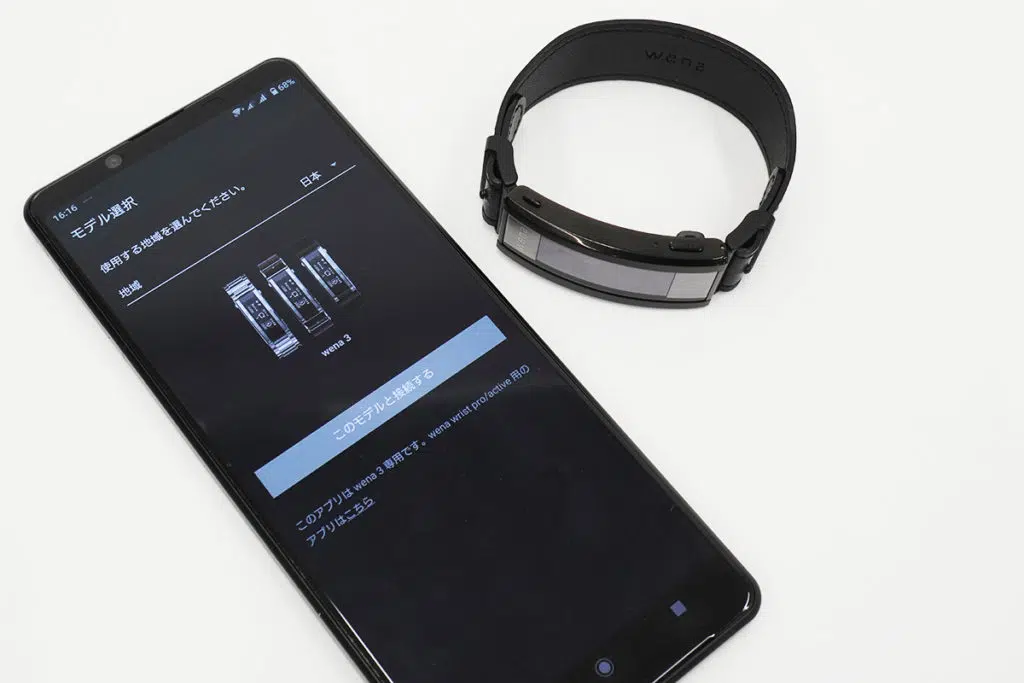 16:16
68%
モデル選択
使用する地域を選んでください。
地域
日本
wena 3
このモデルと接続する
このアプリは wena 3 専用です。wena wrist pro/active 用の
アプリはこちら
wena
wena